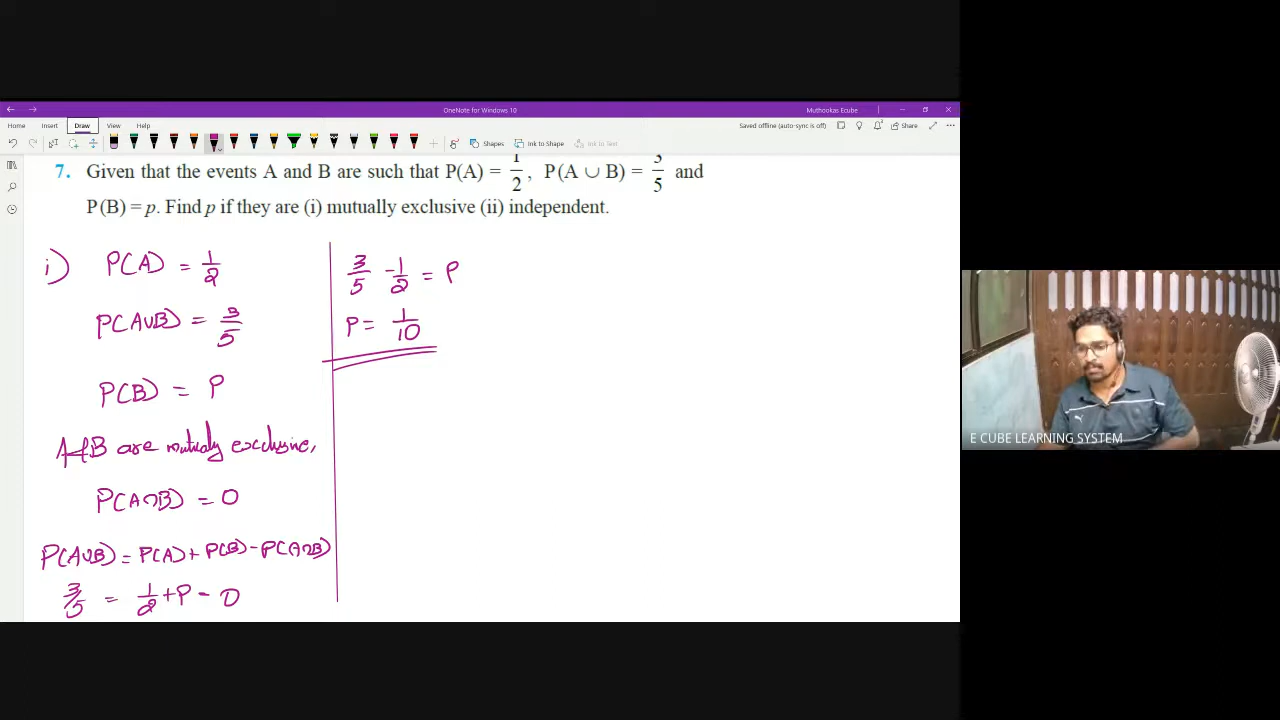 OneNote for Windows 10
Muthookas Ecube
Home Insert Draw View Help
Saved offline (auto-sync is off)
Share
Shapes
Ink to Shape
Ink to Text
7. Given that the events A and B are such that P(A) = 1/2, P(A ∪ B) = 3/5 and
P(B) = p. Find p if they are (i) mutually exclusive (ii) independent.
i) P(A) = 1/2
P(A∪B) = 3/5
P(B) = P
A & B are mutualy exclusive,
P(A∩B) = 0
P(A∪B) = P(A) + P(B) - P(A∩B)
3/5 = 1/2 + P - 0
3/5 - 1/2 = P
P = 1/10
E CUBE LEARNING SYSTEM